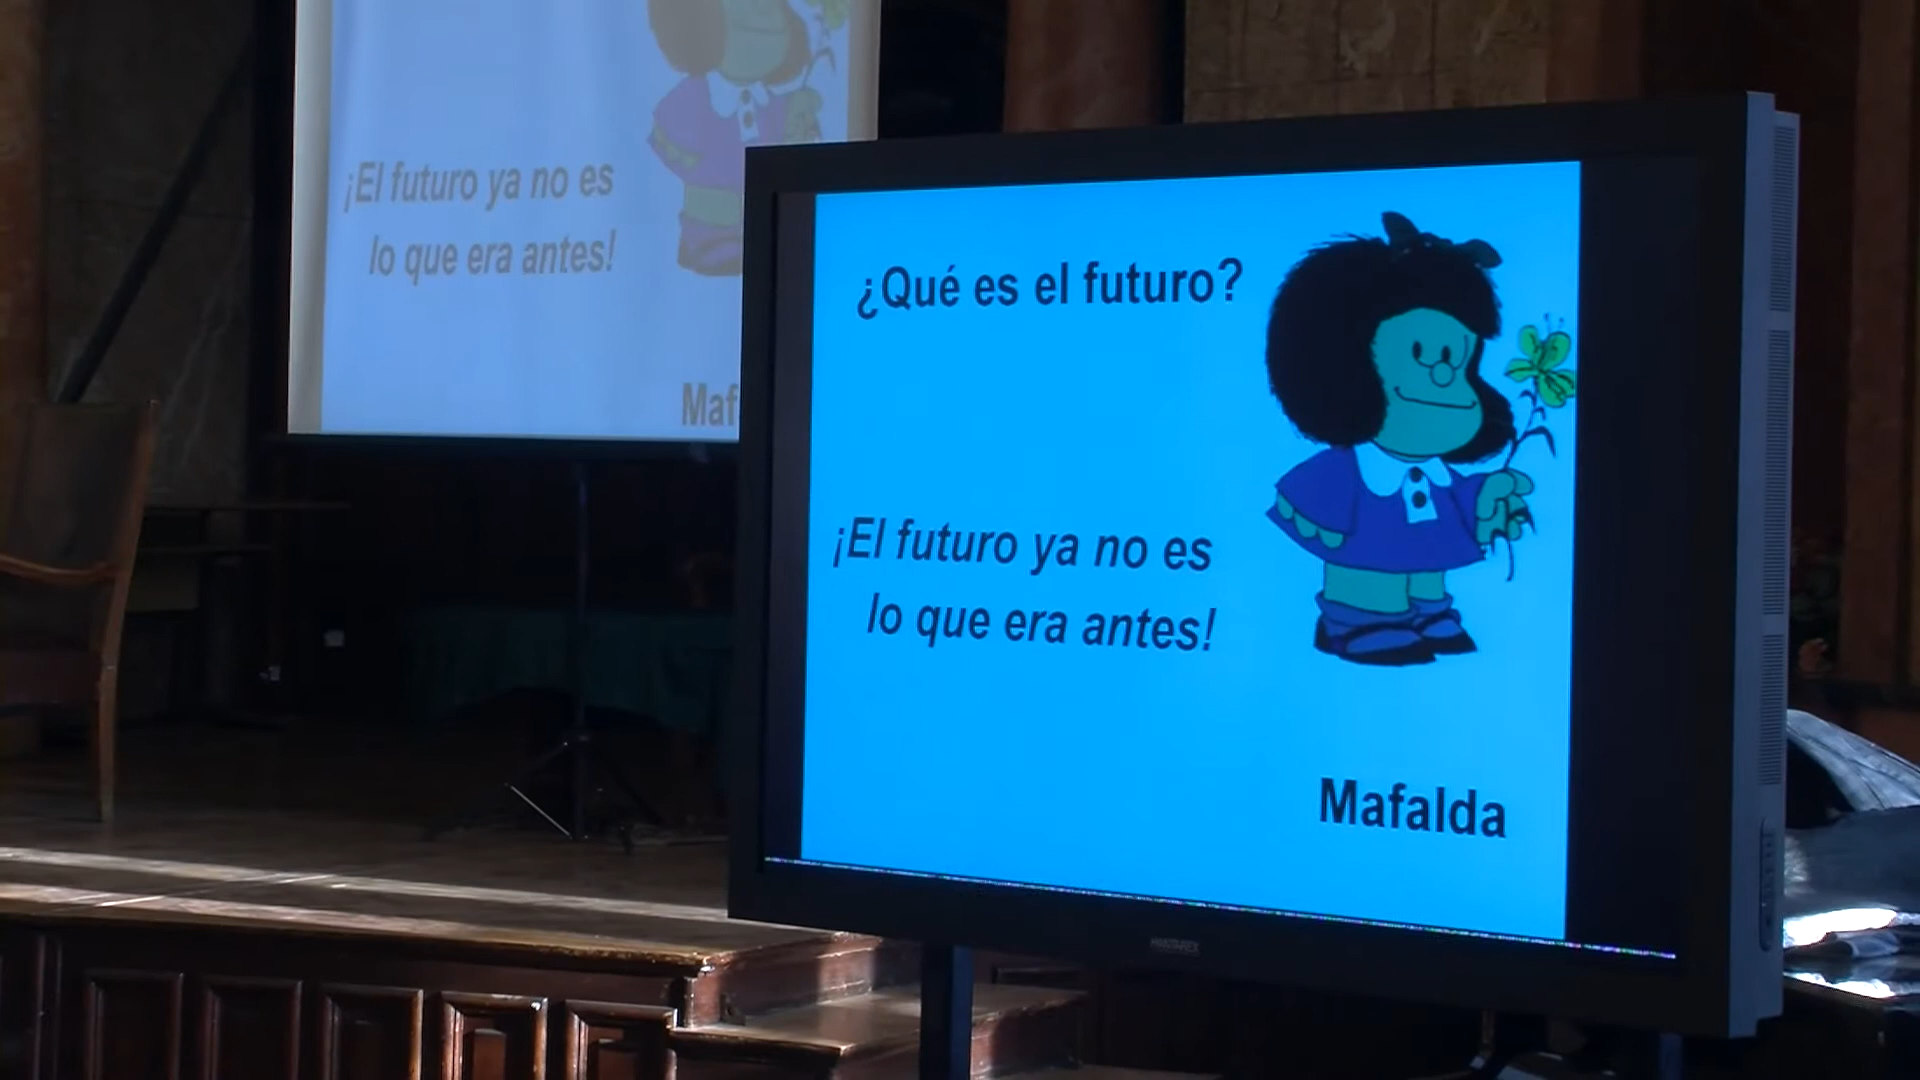 ¡El futuro ya no es
lo que era antes!
Maf
¿Qué es el futuro?
¡El futuro ya no es
lo que era antes!
Mafalda